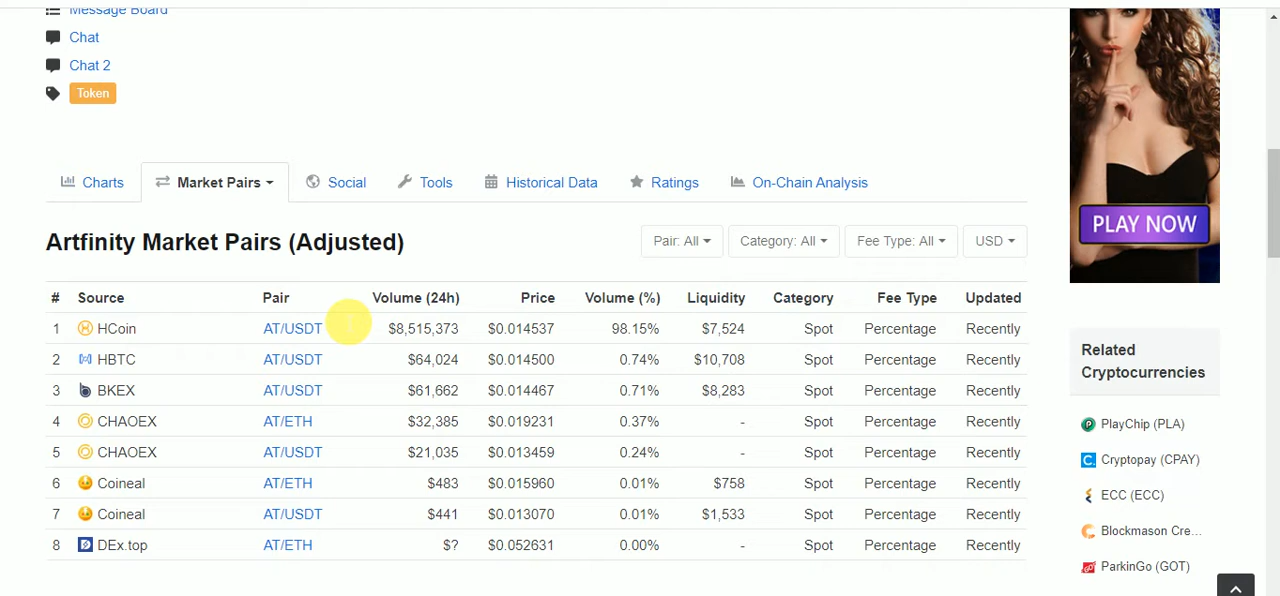 Message Board
Chat
Chat 2
Token
Charts Market Pairs Social Tools Historical Data Ratings On-Chain Analysis
Artfinity Market Pairs (Adjusted)
Pair: All Category: All Fee Type: All USD
# Source Pair Volume (24h) Price Volume (%) Liquidity Category Fee Type Updated
1 HCoin AT/USDT $8,515,373 $0.014537 98.15% $7,524 Spot Percentage Recently
2 HBTC AT/USDT $64,024 $0.014500 0.74% $10,708 Spot Percentage Recently
3 BKEX AT/USDT $61,662 $0.014467 0.71% $8,283 Spot Percentage Recently
4 CHAOEX AT/ETH $32,385 $0.019231 0.37% - Spot Percentage Recently
5 CHAOEX AT/USDT $21,035 $0.013459 0.24% - Spot Percentage Recently
6 Coineal AT/ETH $483 $0.015960 0.01% $758 Spot Percentage Recently
7 Coineal AT/USDT $441 $0.013070 0.01% $1,533 Spot Percentage Recently
8 DEx.top AT/ETH $? $0.052631 0.00% - Spot Percentage Recently
PLAY NOW
Related
Cryptocurrencies
PlayChip (PLA)
Cryptopay (CPAY)
ECC (ECC)
Blockmason Cre...
ParkinGo (GOT)